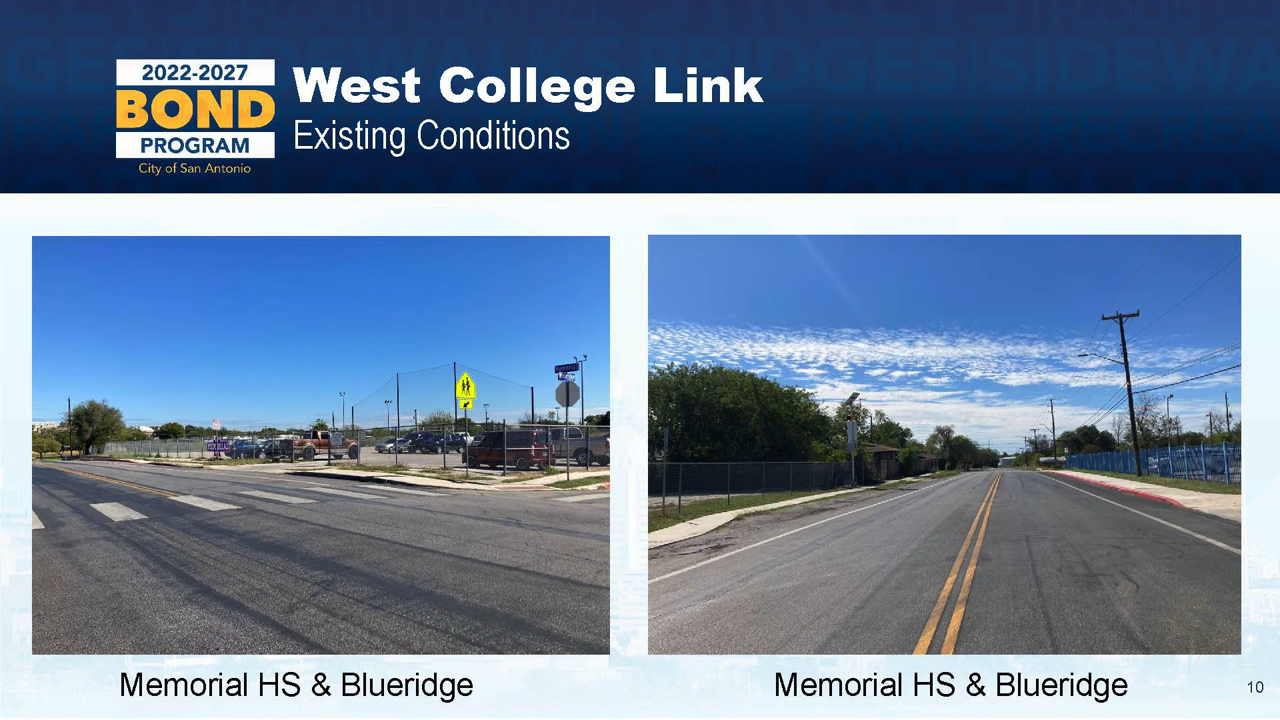 2022-2027
BOND
PROGRAM
City of San Antonio
West College Link
Existing Conditions
Memorial
Memorial HS & Blueridge
Memorial HS & Blueridge
10